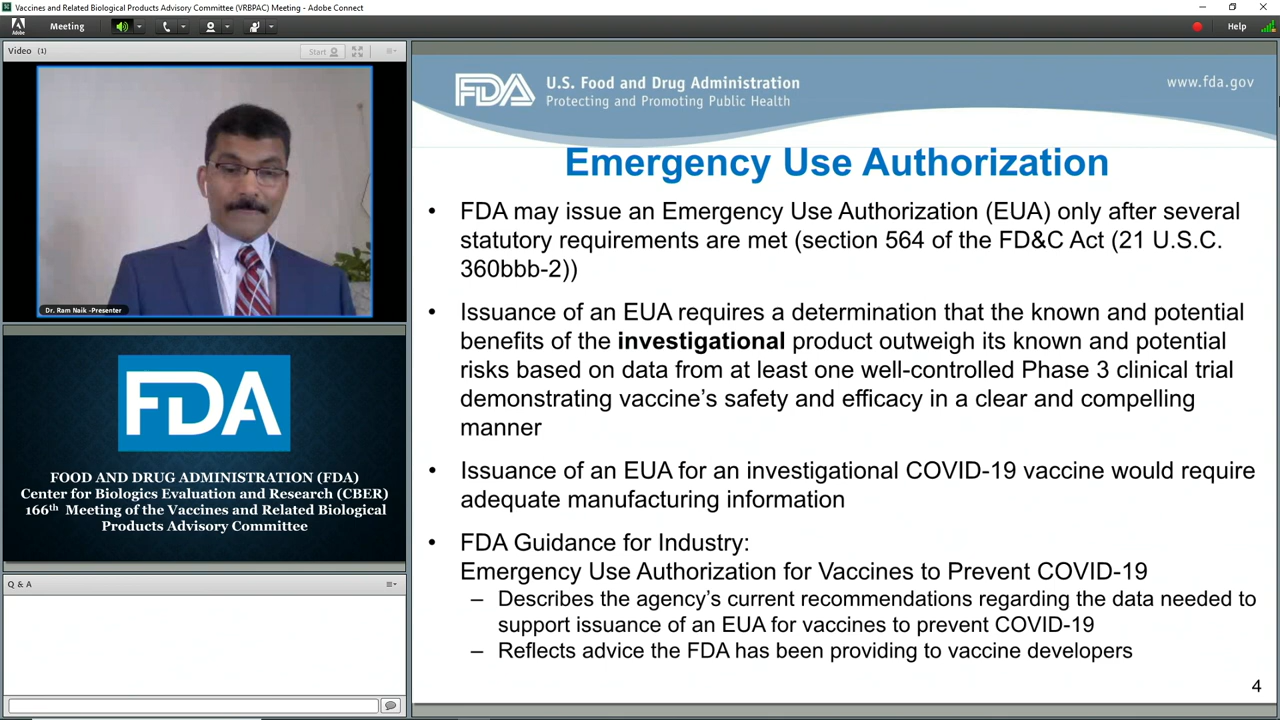 Vaccines and Related Biological Products Advisory Committee (VRBPAC) Meeting - Adobe Connect
Adobe
Meeting
Help
Video (1)
Start
Dr. Ram Naik -Presenter
FDA
FOOD AND DRUG ADMINISTRATION (FDA)
Center for Biologics Evaluation and Research (CBER)
166th Meeting of the Vaccines and Related Biological
Products Advisory Committee
Q & A
FDA
U.S. Food and Drug Administration
Protecting and Promoting Public Health
www.fda.gov
Emergency Use Authorization
• FDA may issue an Emergency Use Authorization (EUA) only after several
statutory requirements are met (section 564 of the FD&C Act (21 U.S.C.
360bbb-2))
• Issuance of an EUA requires a determination that the known and potential
benefits of the investigational product outweigh its known and potential
risks based on data from at least one well-controlled Phase 3 clinical trial
demonstrating vaccine's safety and efficacy in a clear and compelling
manner
• Issuance of an EUA for an investigational COVID-19 vaccine would require
adequate manufacturing information
• FDA Guidance for Industry:
Emergency Use Authorization for Vaccines to Prevent COVID-19
– Describes the agency's current recommendations regarding the data needed to
support issuance of an EUA for vaccines to prevent COVID-19
– Reflects advice the FDA has been providing to vaccine developers
4